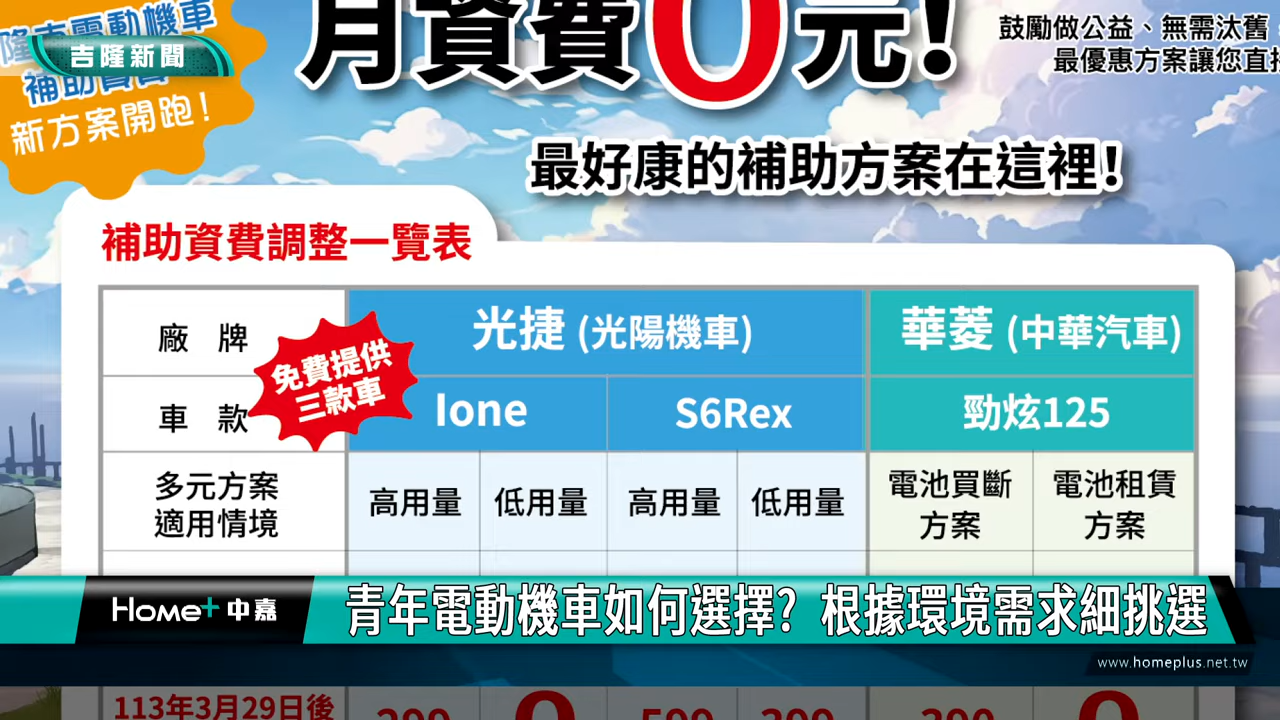 隆市電動機車
吉隆新聞
補助資費
新方案開跑!
月資費0元!
鼓勵做公益、無需汰舊
最優惠方案讓您直接
最好康的補助方案在這裡!
補助資費調整一覽表
廠 牌
光捷 (光陽機車)
華菱 (中華汽車)
免費提供
三款車
車 款
Ione
S6Rex
勁炫125
多元方案
適用情境
高用量
低用量
高用量
低用量
電池買斷
方案
電池租賃
方案
Home+ 中嘉
青年電動機車如何選擇? 根據環境需求細挑選
www.homeplus.net.tw
113年3月29日後
299
0
599
299
390
0